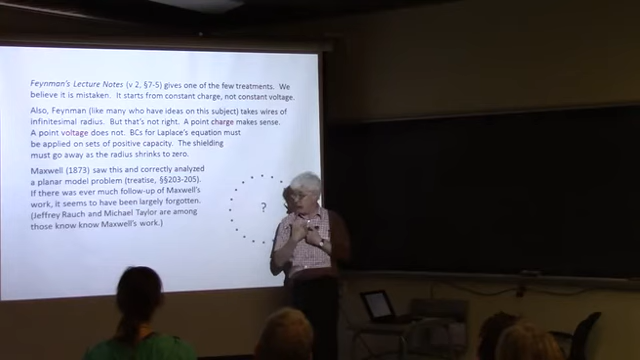 Feynman's Lecture Notes (v 2, §7-5) gives one of the few treatments. We
believe it is mistaken. It starts from constant charge, not constant voltage.
Also, Feynman (like many who have ideas on this subject) takes wires of
infinitesimal radius. But that's not right. A point charge makes sense.
A point voltage does not. BCs for Laplace's equation must
be applied on sets of positive capacity. The shielding
must go away as the radius shrinks to zero.
Maxwell (1873) saw this and correctly analyzed
a planar model problem (treatise, §§203-205).
If there was ever much follow-up of Maxwell's
work, it seems to have been largely forgotten.
(Jeffrey Rauch and Michael Taylor are among
those know know Maxwell's work.)
?